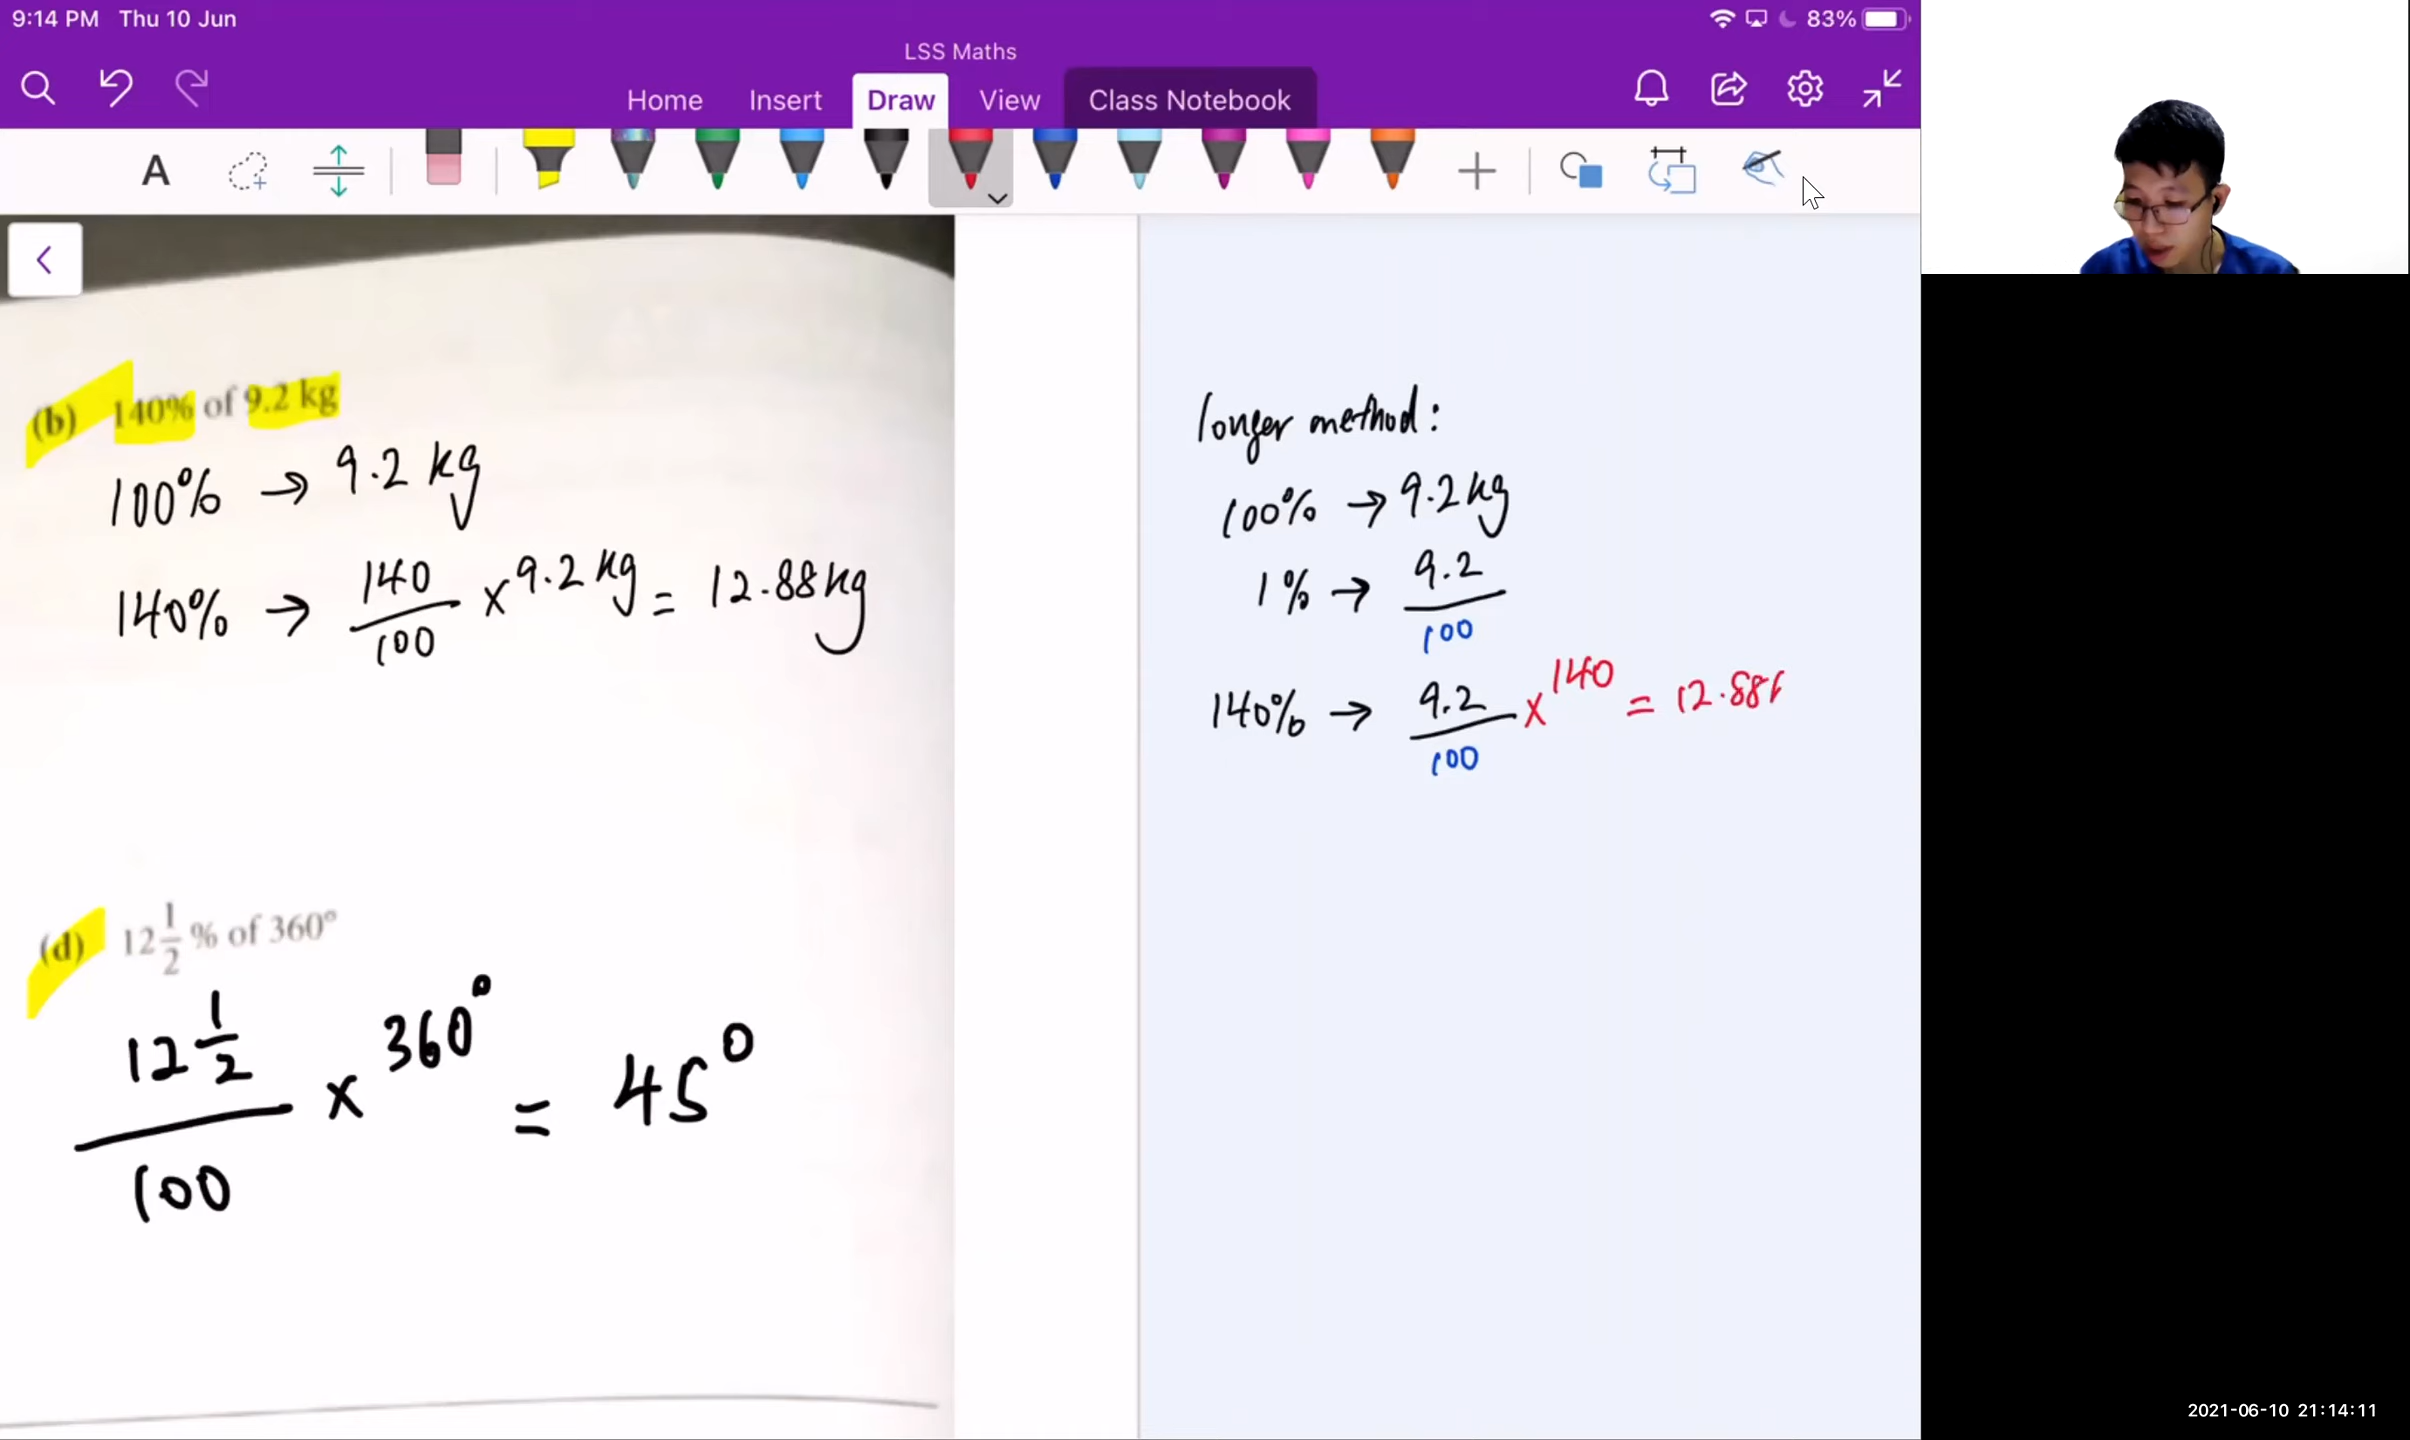 9:14 PM Thu 10 Jun
83%
LSS Maths
Home Insert Draw View Class Notebook
A
(b) 140% of 9.2 kg
100% → 9.2 kg
140% → 140/100 × 9.2 kg = 12.88 kg
(d) 12 1/2 % of 360°
12 1/2 / 100 × 360° = 45°
longer method:
100% → 9.2 kg
1% → 9.2/100
140% → 9.2/100 × 140 = 12.88
2021-06-10 21:14:11